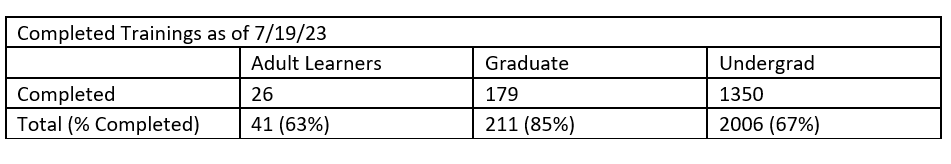 Completed Trainings as of 7/19/23
Adult Learners Graduate Undergrad
Completed 26 179 1350
Total (% Completed) 41 (63%) 211 (85%) 2006 (67%)